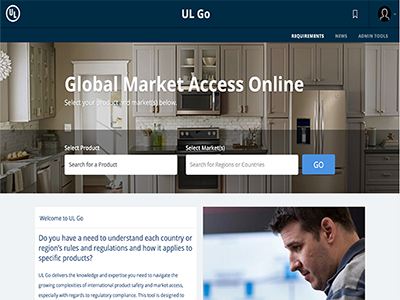 UL
UL Go
REQUIREMENTS NEWS ADMIN TOOLS
Global Market Access Online
Select your product and market(s) below.
Select Product Select Market(s)
Search for a Product Search for Regions or Countries GO
Welcome to UL Go
Do you have a need to understand each country or
region's rules and regulations and how it applies to
specific products?
UL Go delivers the knowledge and expertise you need to navigate the
growing complexities of international product safety and market access,
especially with regards to regulatory compliance. This tool is designed to